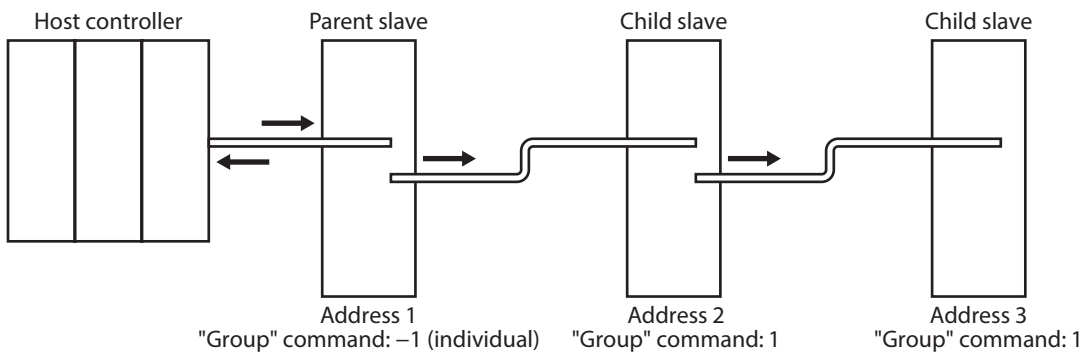 Host controller
Parent slave
Child slave
Child slave
Address 1
"Group" command: −1 (individual)
Address 2
"Group" command: 1
Address 3
"Group" command: 1